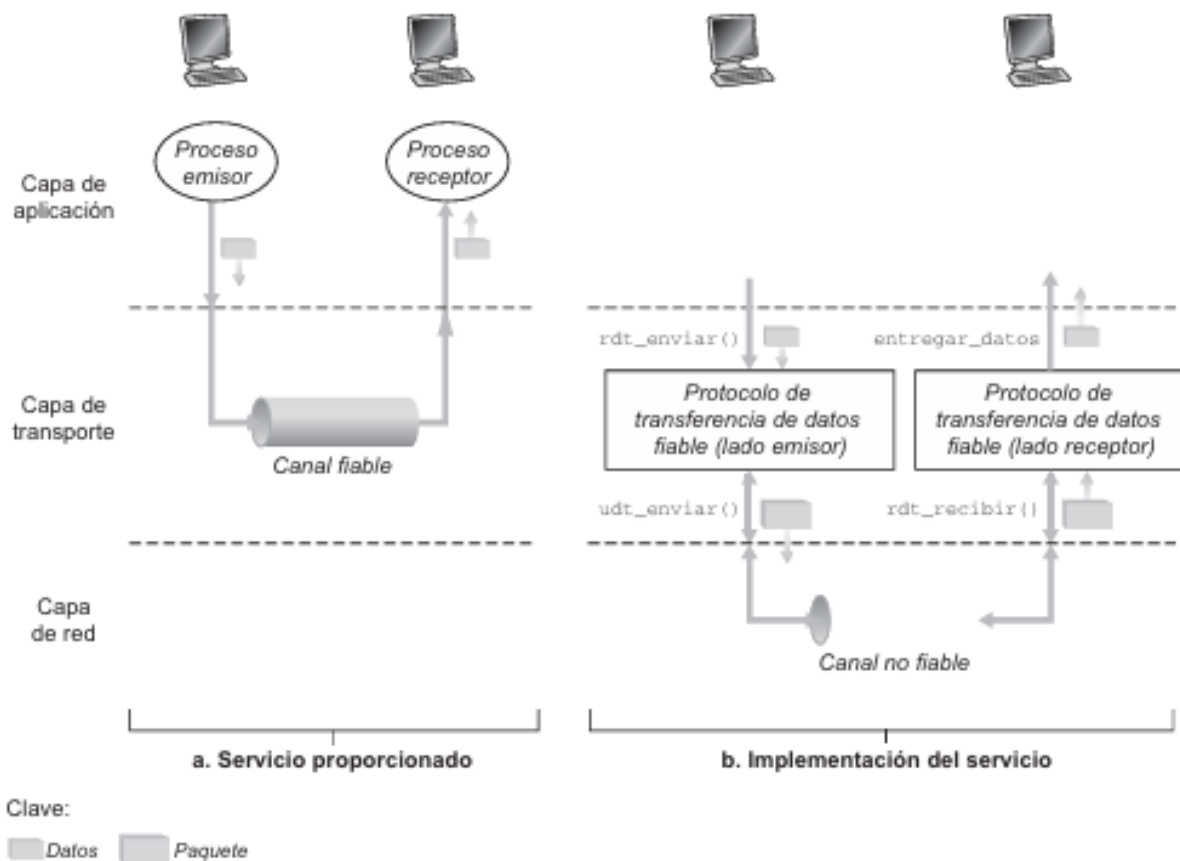 Proceso
emisor
Proceso
receptor
Capa de
aplicación
rdt_enviar()
entregar_datos
Capa de
transporte
Canal fiable
Protocolo de
transferencia de datos
fiable (lado emisor)
Protocolo de
transferencia de datos
fiable (lado receptor)
udt_enviar()
rdt_recibir()
Capa
de red
Canal no fiable
a. Servicio proporcionado
b. Implementación del servicio
Clave:
Datos
Paquete